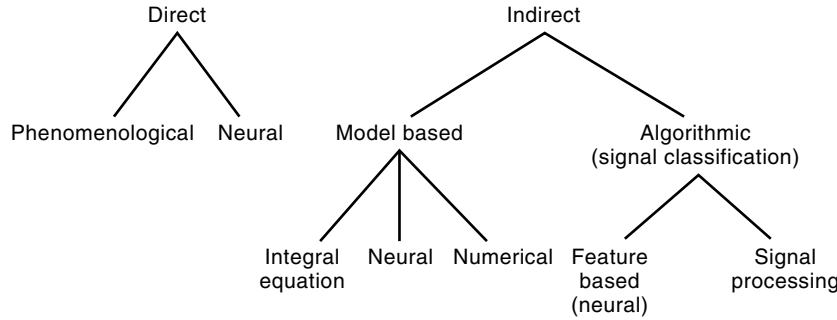 Direct
Indirect
Phenomenological
Neural
Model based
Algorithmic
(signal classification)
Integral
equation
Neural
Numerical
Feature
based
(neural)
Signal
processing